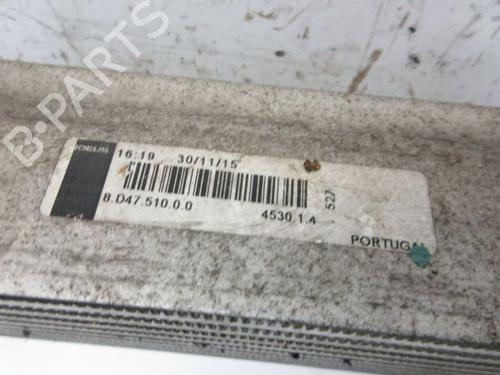 B-PARTS
16:19 30/11/15
8.D47.510.0.0 4530.1.4
527
PORTUGAL